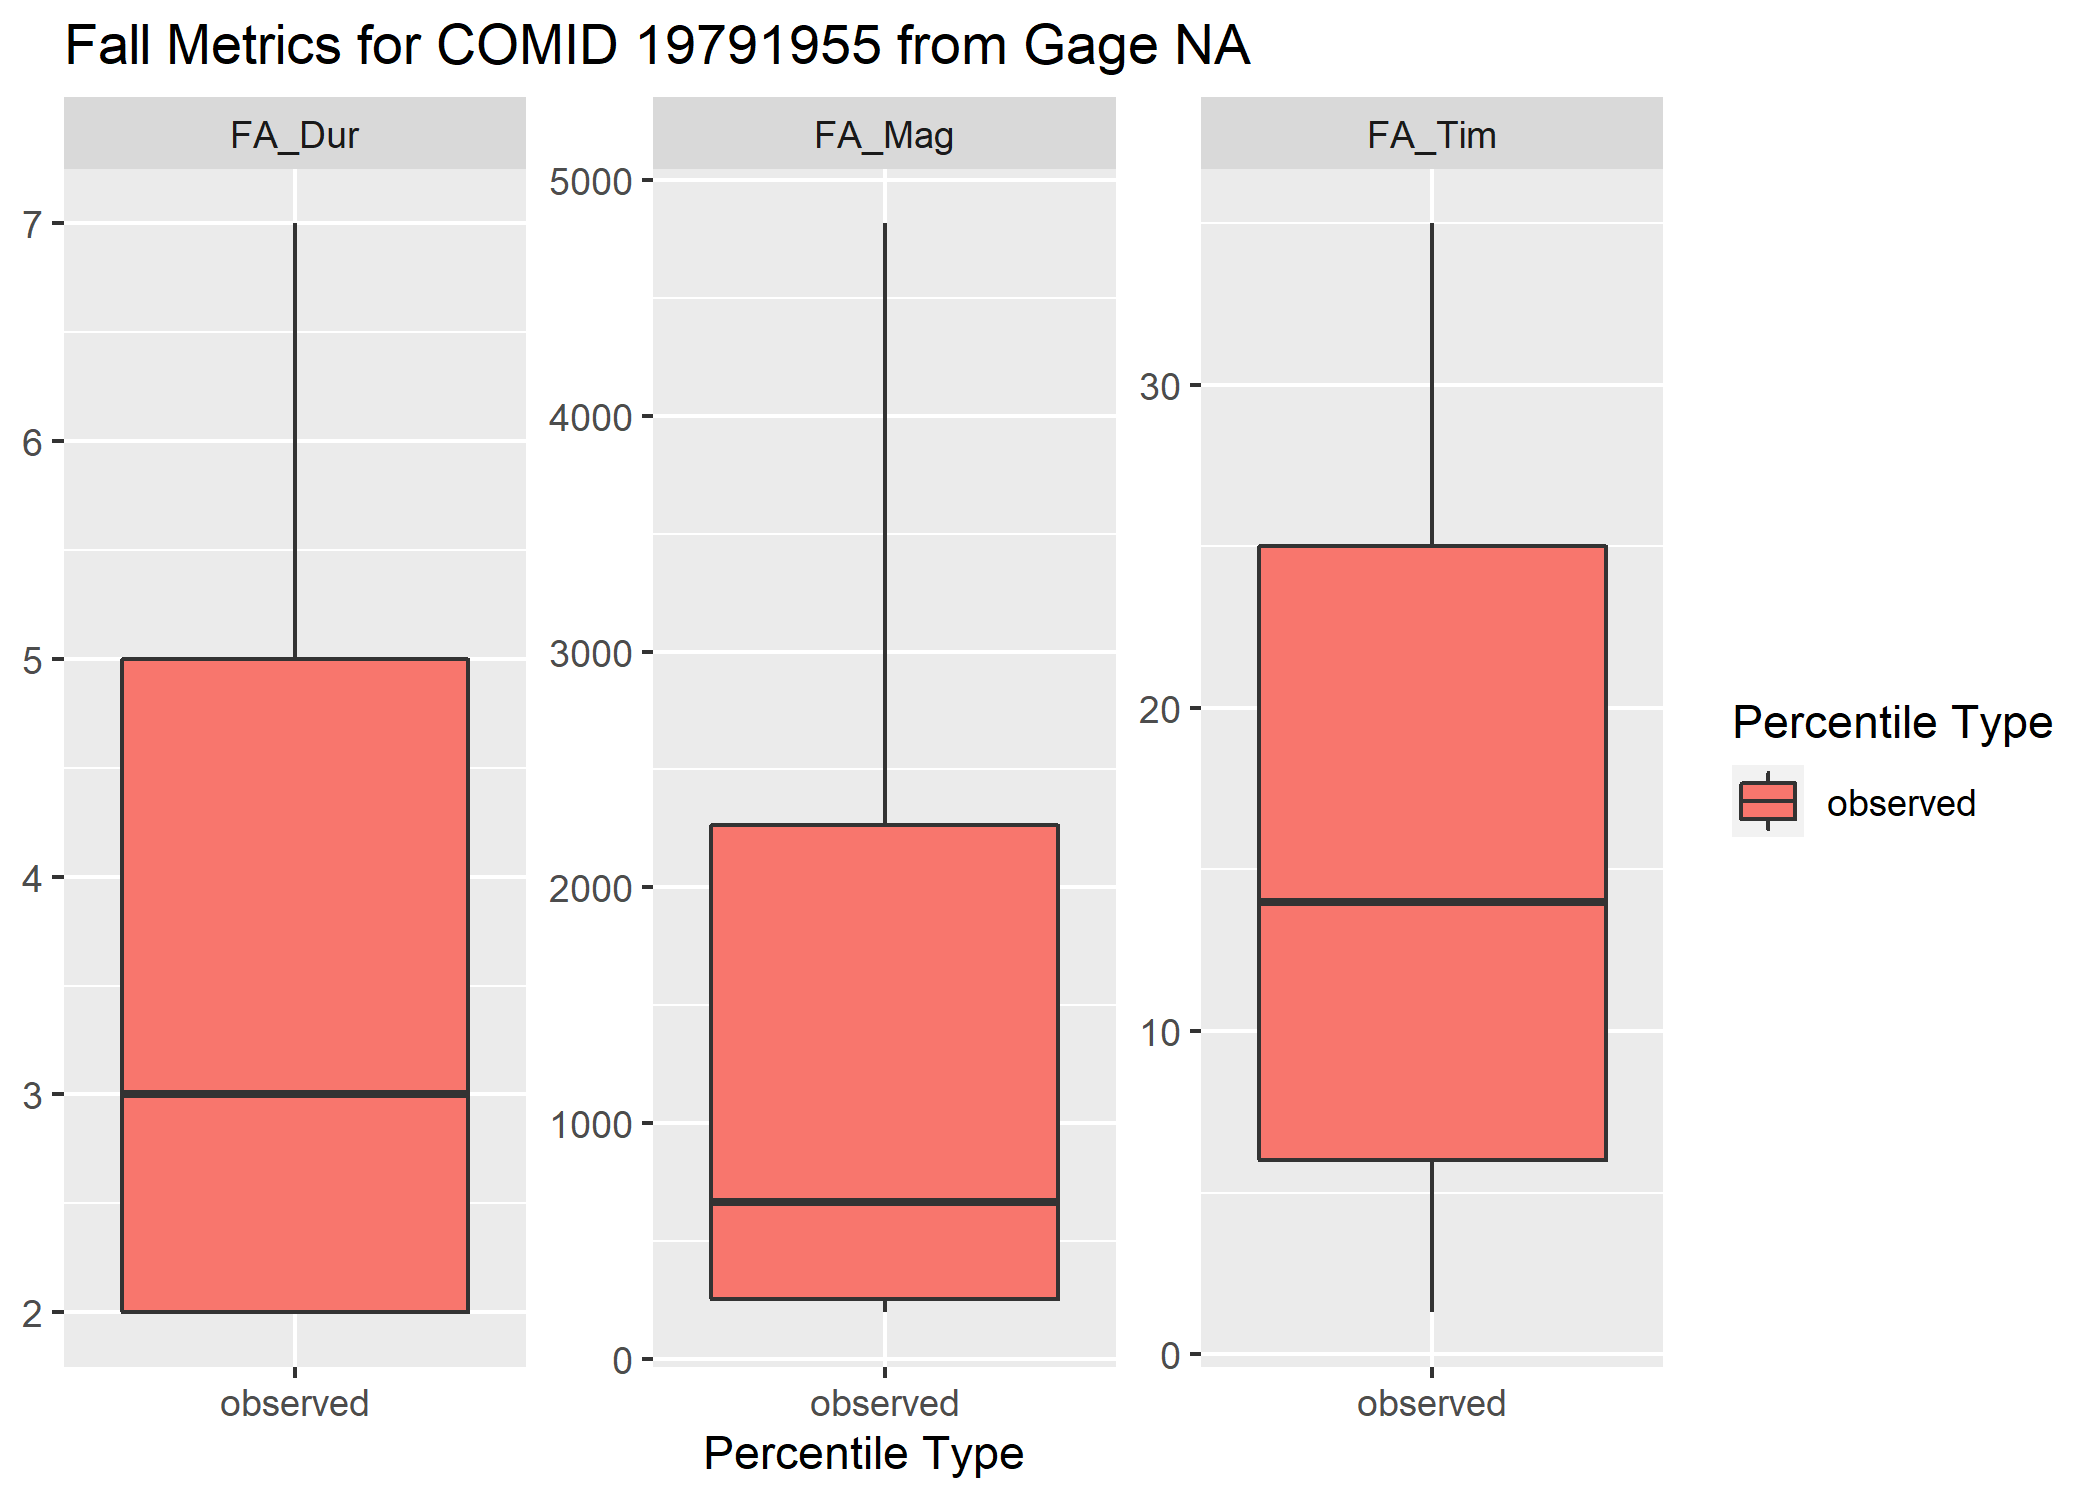 Fall Metrics for COMID 19791955 from Gage NA
FA_Dur
FA_Mag
FA_Tim
7
6
5
4
3
2
5000
4000
3000
2000
1000
0
30
20
10
0
observed
observed
observed
Percentile Type
Percentile Type
observed